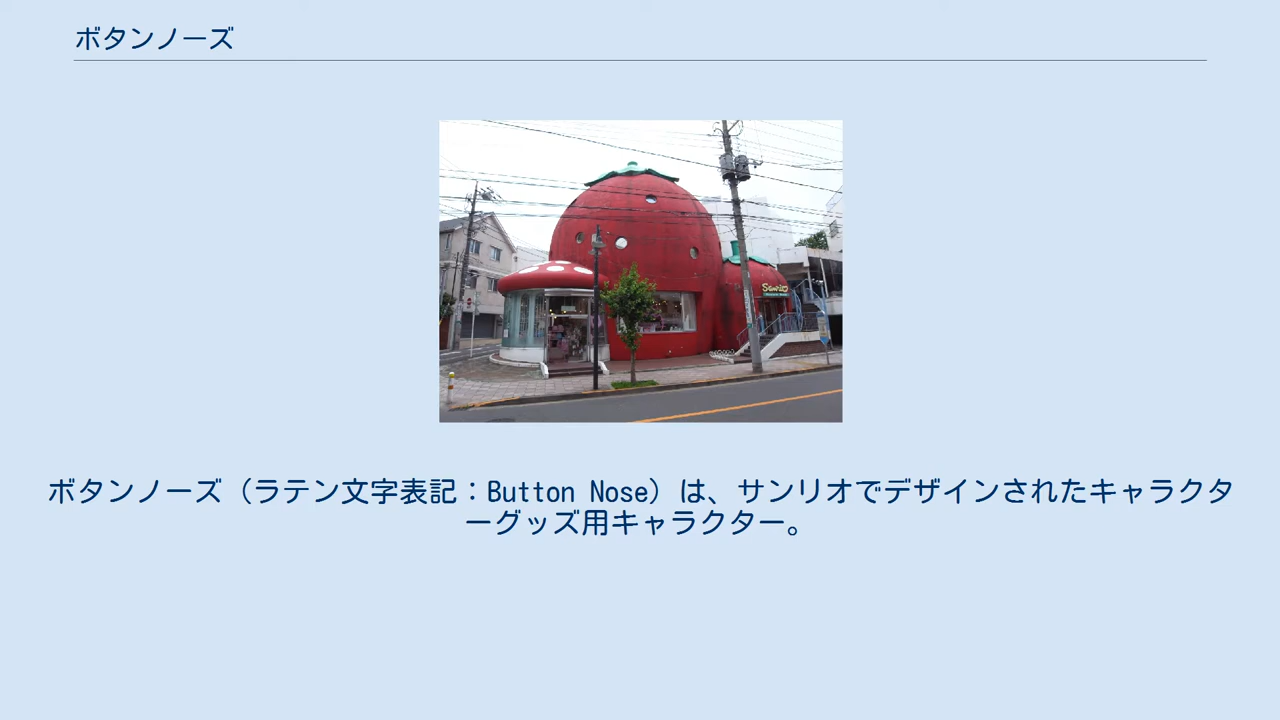 ボタンノーズ
Sanrio
ボタンノーズ（ラテン文字表記：Button Nose）は、サンリオでデザインされたキャラクタ
ーグッズ用キャラクター。